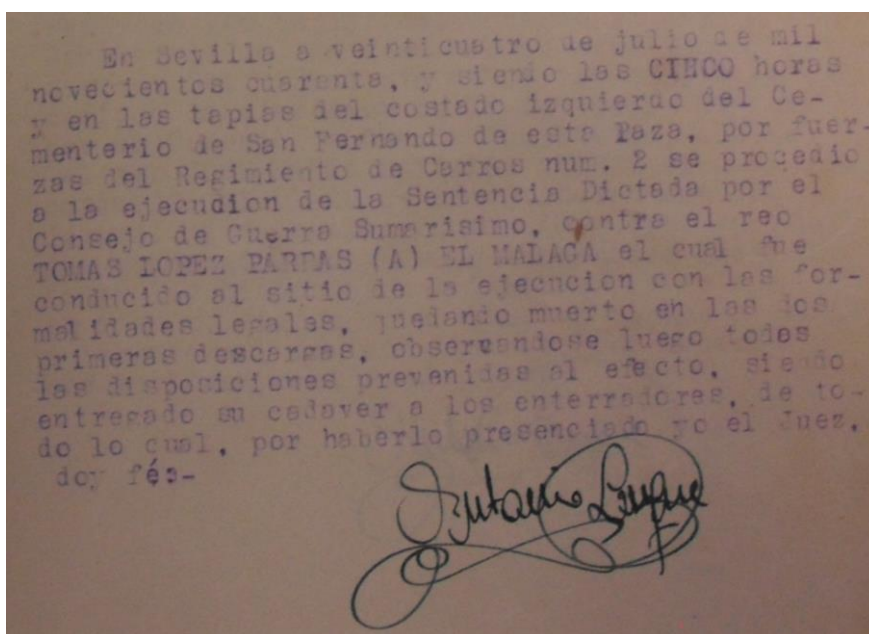 En Sevilla a veinticuatro de julio de mil
novecientos cuarenta, y siendo las CINCO horas
y en las tapias del costado izquierdo del Ce-
menterio de San Fernando de esta Paza, por fuer-
zas del Regimiento de Carros num. 2 se procedio
a la ejecucion de la Sentencia Dictada por el
Consejo de Guerra Sumarisimo, contra el reo
TOMAS LOPEZ PARRAS (A) EL MALAGA el cual fue
conducido al sitio de la ejecucion con las for-
malidades legales, quedando muerto en las dos
primeras descargas, observandose luego todas
las disposiciones prevenidas al efecto, siendo
entregado su cadaver a los enterradores, de to-
do lo cual, por haberlo presenciado yo el Juez,
doy fé.-
Antonio Luque